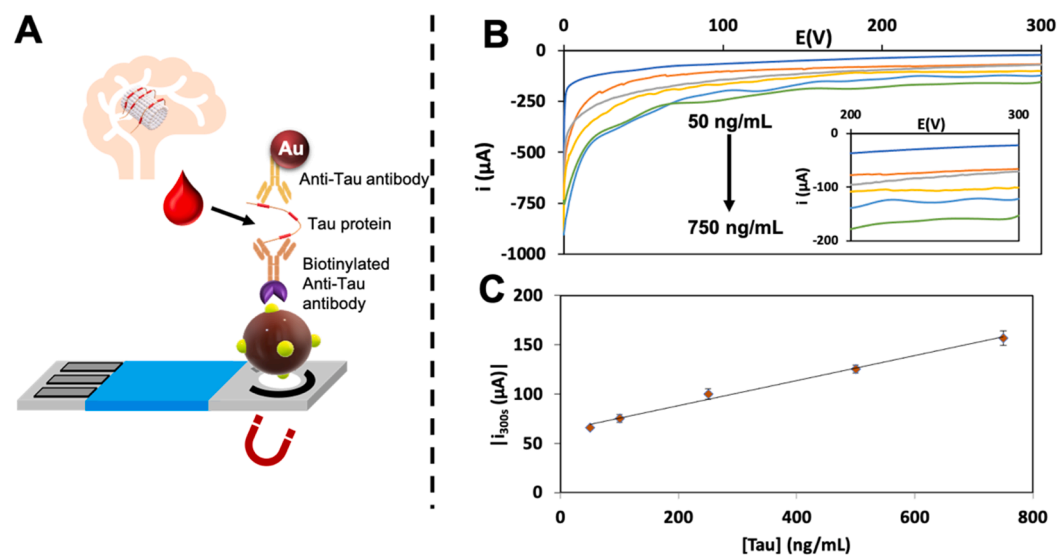 A
Au
Anti-Tau antibody
Tau protein
Biotinylated
Anti-Tau
antibody
B
0 100 200 300
E(V)
0
-250
-500
-750
-1000
i (µA)
50 ng/mL
750 ng/mL
200 E(V) 300
0
-100
-200
i (µA)
C
200
150
100
50
0
|i300s (µA)|
0 200 400 600 800
[Tau] (ng/mL)